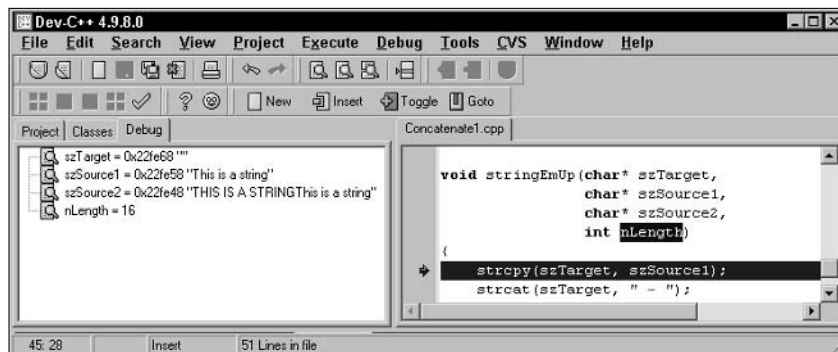 Dev-C++ 4.9.8.0
File Edit Search View Project Execute Debug Tools CVS Window Help
New Insert Toggle Goto
Project Classes Debug
szTarget = 0x22fe68 ""
szSource1 = 0x22fe58 "This is a string"
szSource2 = 0x22fe48 "THIS IS A STRINGThis is a string"
nLength = 16
Concatenate1.cpp
void stringEmUp(char* szTarget,
char* szSource1,
char* szSource2,
int nLength)
{
strcpy(szTarget, szSource1);
strcat(szTarget, " - ");
45: 28 Insert 51 Lines in file